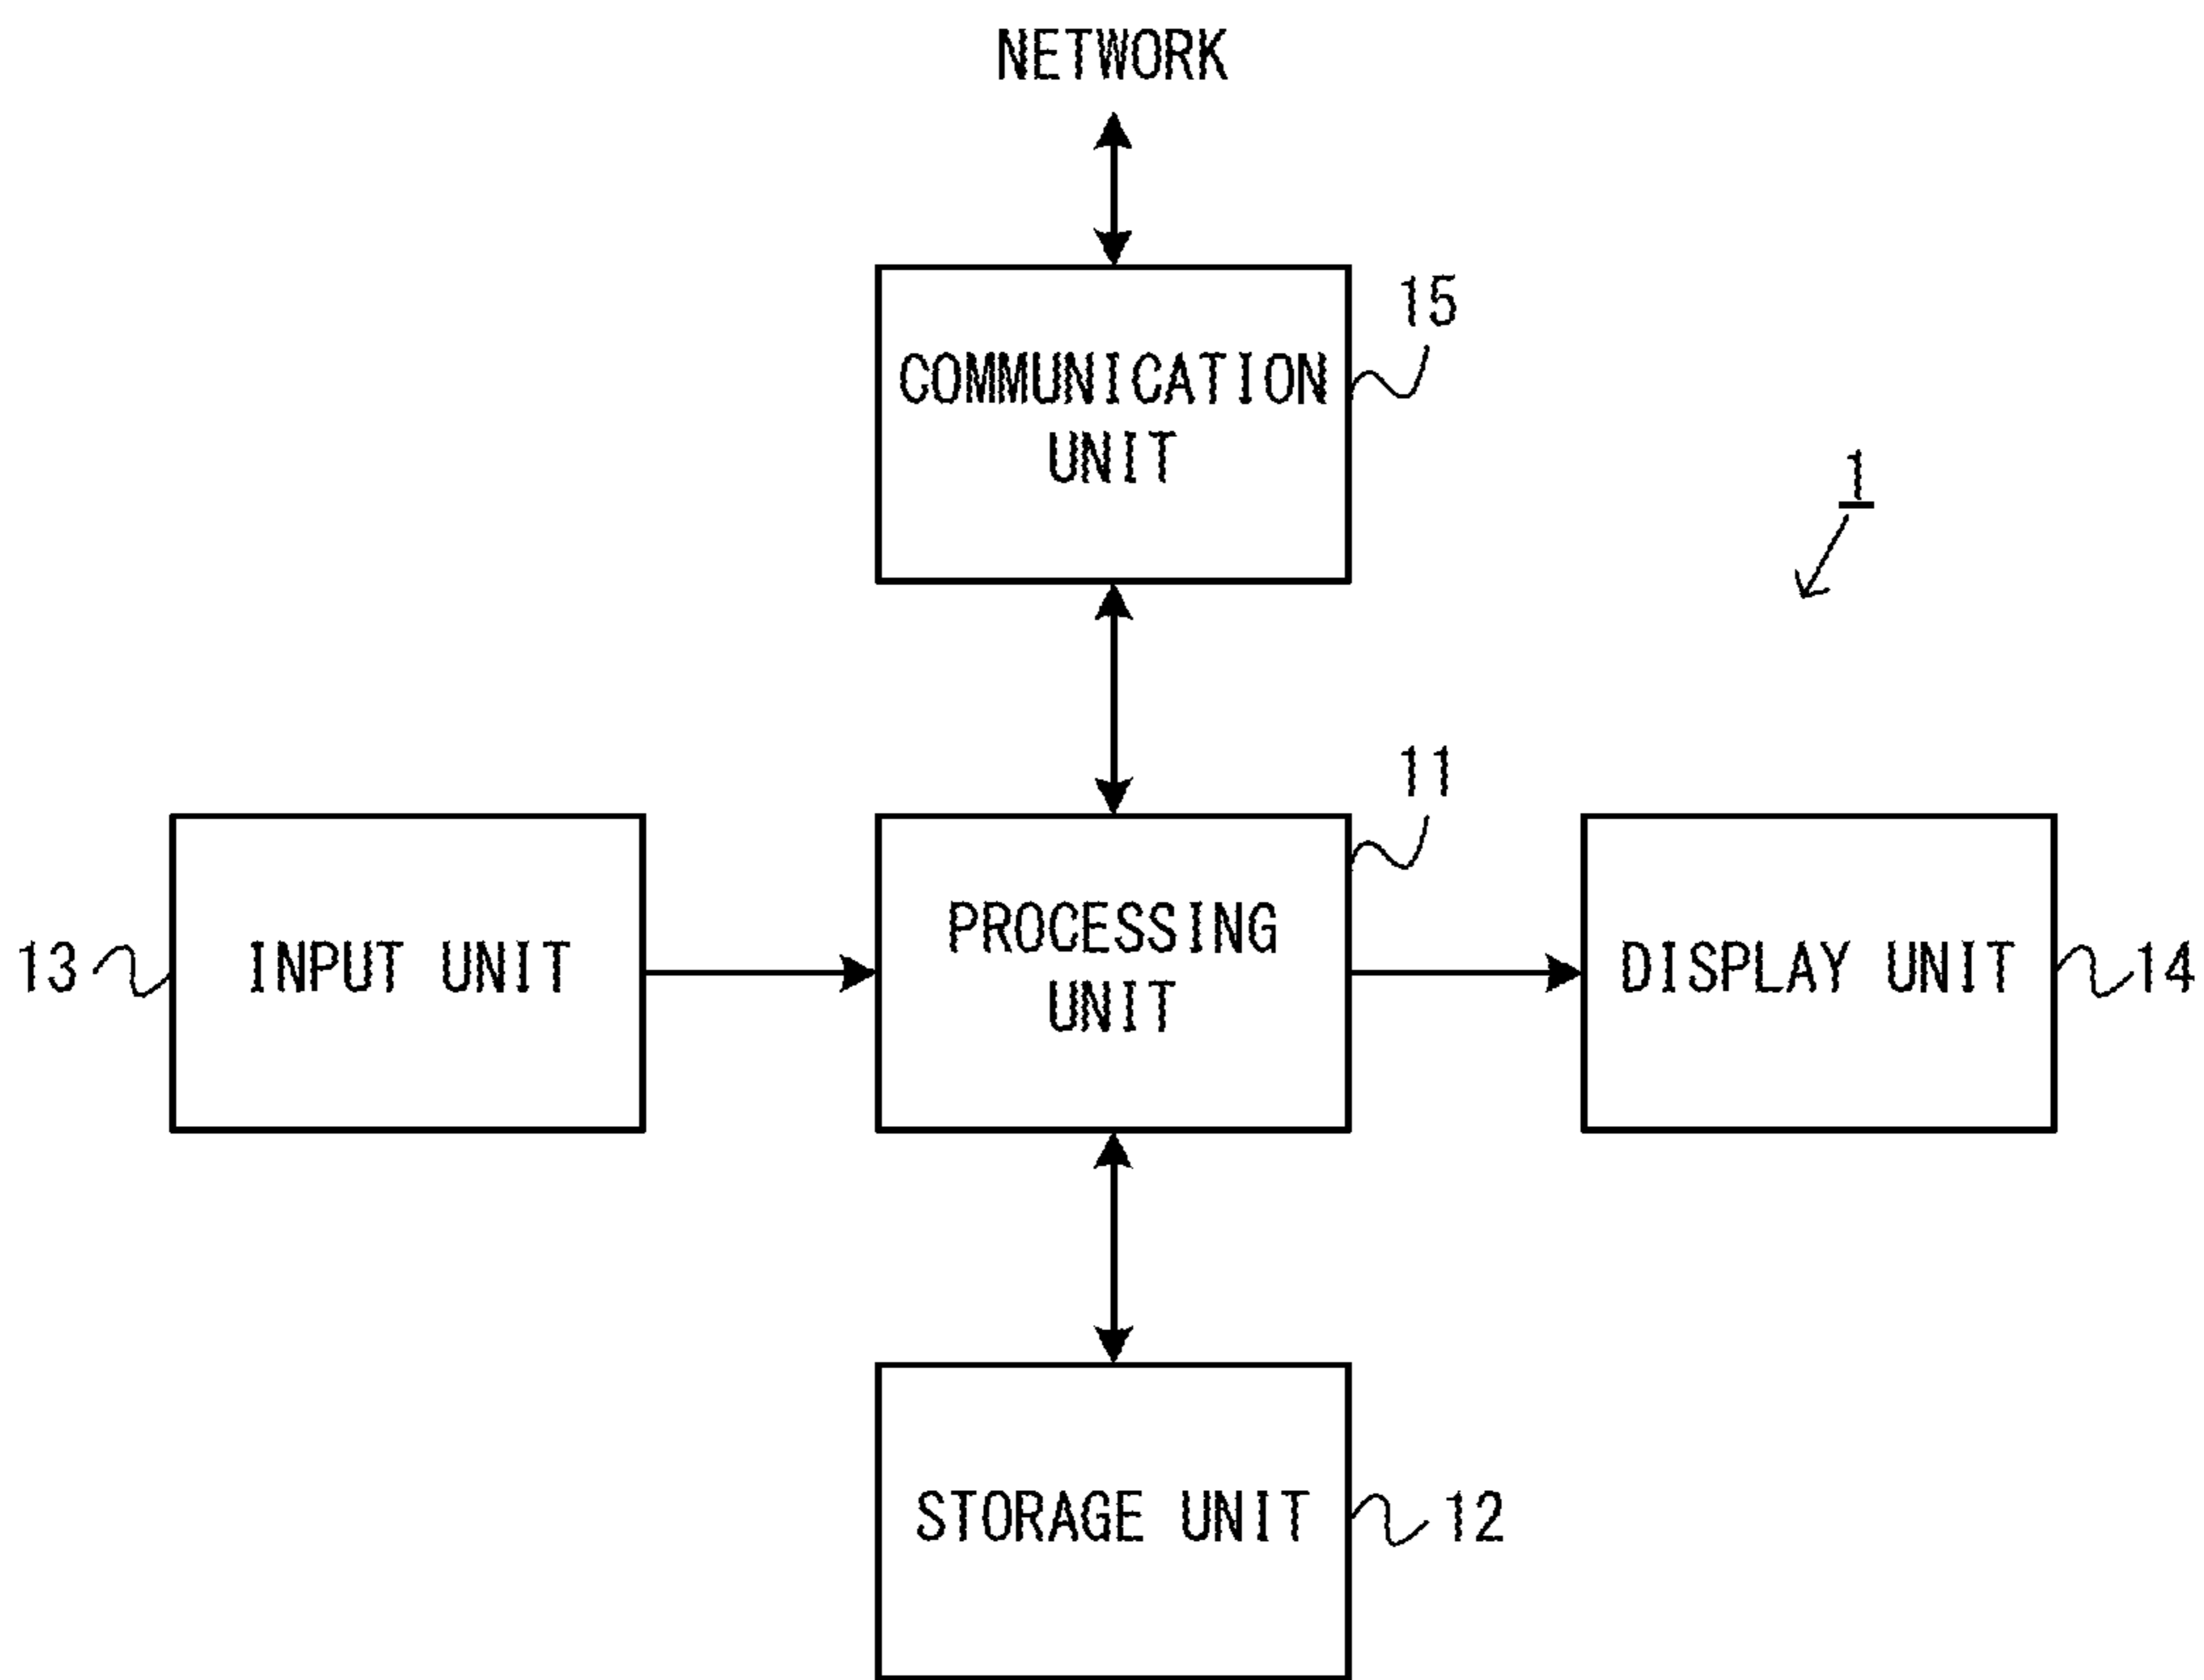 NETWORK
15
COMMUNICATION
UNIT
1
11
PROCESSING
UNIT
13
INPUT UNIT
DISPLAY UNIT
14
STORAGE UNIT
12